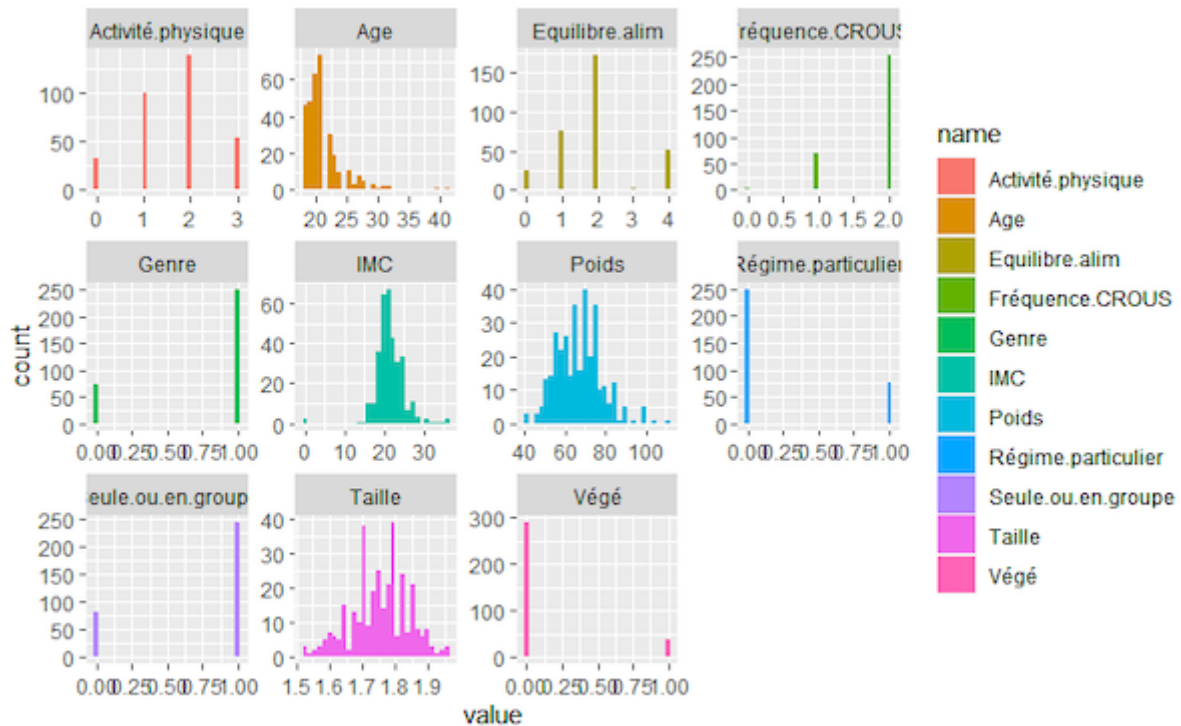 Activité.physique
Age
Equilibre.alim
réquence.CROUS
100
50
0
60
40
20
0
150
100
50
0
250
200
150
100
50
0
0 1 2 3
20 25 30 35 40
0 1 2 3 4
0.0 0.5 1.0 1.5 2.0
Genre
IMC
Poids
Régime.particulier
250
200
150
100
50
0
60
40
20
0
40
30
20
10
0
250
200
150
100
50
0
0.00 0.25 0.50 0.75 1.00
0 10 20 30
40 60 80 100
0.00 0.25 0.50 0.75 1.00
eule.ou.en.group
Taille
Végé
250
200
150
100
50
0
40
30
20
10
0
300
200
100
0
0.00 0.25 0.50 0.75 1.00
1.5 1.6 1.7 1.8 1.9
0.00 0.25 0.50 0.75 1.00
count
value
name
Activité.physique
Age
Equilibre.alim
Fréquence.CROUS
Genre
IMC
Poids
Régime.particulier
Seule.ou.en.groupe
Taille
Végé